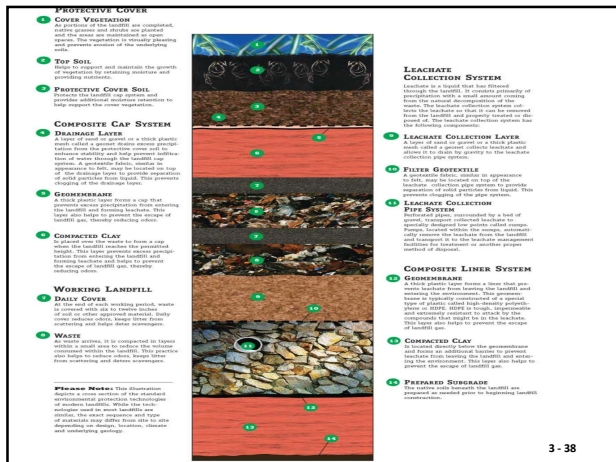 PROTECTIVE COVER
1 COVER VEGETATION
As portions of the landfill are completed,
native grasses and shrubs are planted
and the areas are maintained as open
spaces. The vegetation is visually pleasing
and prevents erosion of the underlying
soils.
2 TOP SOIL
Helps to support and maintain the growth
of vegetation by retaining moisture and
providing nutrients.
3 PROTECTIVE COVER SOIL
Protects the landfill cap system and
provides additional moisture retention to
help support the cover vegetation.
COMPOSITE CAP SYSTEM
4 DRAINAGE LAYER
A layer of sand or gravel or a thick plastic
mesh called a geonet drains excess precipi-
tation from the protective cover soil to
enhance stability and help prevent infiltra-
tion of water through the landfill cap
system. A geotextile fabric, similar in
appearance to felt, may be located on top
of the drainage layer to provide separation
of solid particles from liquid. This prevents
clogging of the drainage layer.
5 GEOMEMBRANE
A thick plastic layer forms a cap that
prevents excess precipitation from entering
the landfill and forming leachate. This
layer also helps to prevent the escape of
landfill gas, thereby reducing odors.
6 COMPACTED CLAY
Is placed over the waste to form a cap
when the landfill reaches the permitted
height. This layer prevents excess precipi-
tation from entering the landfill and
forming leachate and helps to prevent
the escape of landfill gas, thereby
reducing odors.
WORKING LANDFILL
7 DAILY COVER
At the end of each working period, waste
is covered with six to twelve inches
of soil or other approved material. Daily
cover reduces odors, keeps litter from
scattering and helps deter scavengers.
8 WASTE
As waste arrives, it is compacted in layers
within a small area to reduce the volume
consumed within the landfill. This practice
also helps to reduce odors, keeps litter
from scattering and deters scavengers.
Please Note: This illustration
depicts a cross section of the standard
environmental protection technologies
of modern landfills. While the tech-
nologies used in most landfills are
similar, the exact sequence and type
of materials may differ from site to site
depending on design, location, climate
and underlying geology.
1
2
3
4
5
6
7
8
7
8
9
10
11
12
13
14
LEACHATE
COLLECTION SYSTEM
Leachate is a liquid that has filtered
through the landfill. It consists primarily of
precipitation with a small amount coming
from the natural decomposition of the
waste. The leachate collection system col-
lects the leachate so that it can be removed
from the landfill and properly treated or dis-
posed of. The leachate collection system has
the following components:
9 LEACHATE COLLECTION LAYER
A layer of sand or gravel or a thick plastic
mesh called a geonet collects leachate and
allows it to drain by gravity to the leachate
collection pipe system.
10 FILTER GEOTEXTILE
A geotextile fabric, similar in appearance
to felt, may be located on top of the
leachate collection pipe system to provide
separation of solid particles from liquid. This
prevents clogging of the pipe system.
11 LEACHATE COLLECTION
PIPE SYSTEM
Perforated pipes, surrounded by a bed of
gravel, transport collected leachate to
specially designed low points called sumps.
Pumps, located within the sumps, automati-
cally remove the leachate from the landfill
and transport it to the leachate management
facilities for treatment or another proper
method of disposal.
COMPOSITE LINER SYSTEM
12 GEOMEMBRANE
A thick plastic layer forms a liner that pre-
vents leachate from leaving the landfill and
entering the environment. This geomem-
brane is typically constructed of a special
type of plastic called high-density polyeth-
ylene or HDPE. HDPE is tough, impermeable
and extremely resistant to attack by the
compounds that might be in the leachate.
This layer also helps to prevent the escape
of landfill gas.
13 COMPACTED CLAY
Is located directly below the geomembrane
and forms an additional barrier to prevent
leachate from leaving the landfill and enter-
ing the environment. This layer also helps to
prevent the escape of landfill gas.
14 PREPARED SUBGRADE
The native soils beneath the landfill are
prepared as needed prior to beginning landfill
construction.
3 - 38